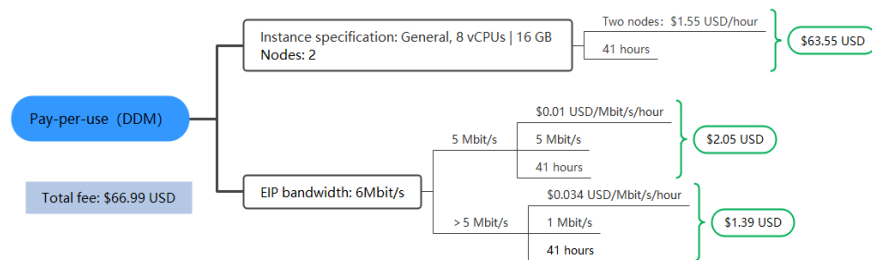 Pay-per-use（DDM）
Total fee: $66.99 USD
Instance specification: General, 8 vCPUs | 16 GB
Nodes: 2
Two nodes: $1.55 USD/hour
41 hours
$63.55 USD
EIP bandwidth: 6Mbit/s
5 Mbit/s
$0.01 USD/Mbit/s/hour
5 Mbit/s
41 hours
$2.05 USD
> 5 Mbit/s
$0.034 USD/Mbit/s/hour
1 Mbit/s
41 hours
$1.39 USD